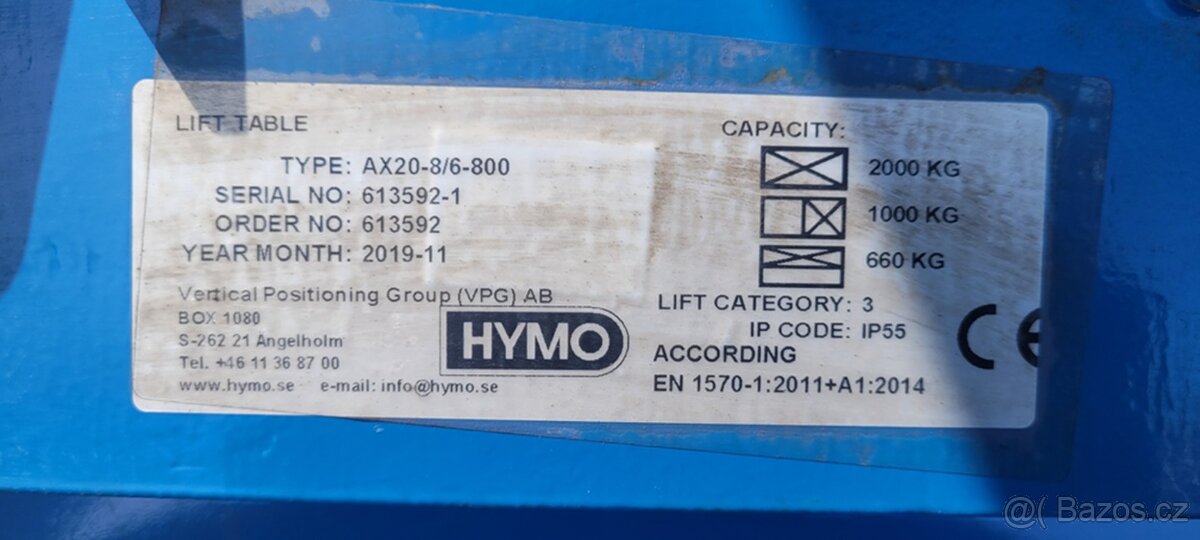 LIFT TABLE
TYPE: AX20-8/6-800
SERIAL NO: 613592-1
ORDER NO: 613592
YEAR MONTH: 2019-11
Vertical Positioning Group (VPG) AB
BOX 1080
S-262 21 Angelholm
Tel. +46 11 36 87 00
www.hymo.se e-mail: info@hymo.se
HYMO
CAPACITY:
2000 KG
1000 KG
660 KG
LIFT CATEGORY: 3
IP CODE: IP55
ACCORDING
EN 1570-1:2011+A1:2014
CE
@( Bazos.cz